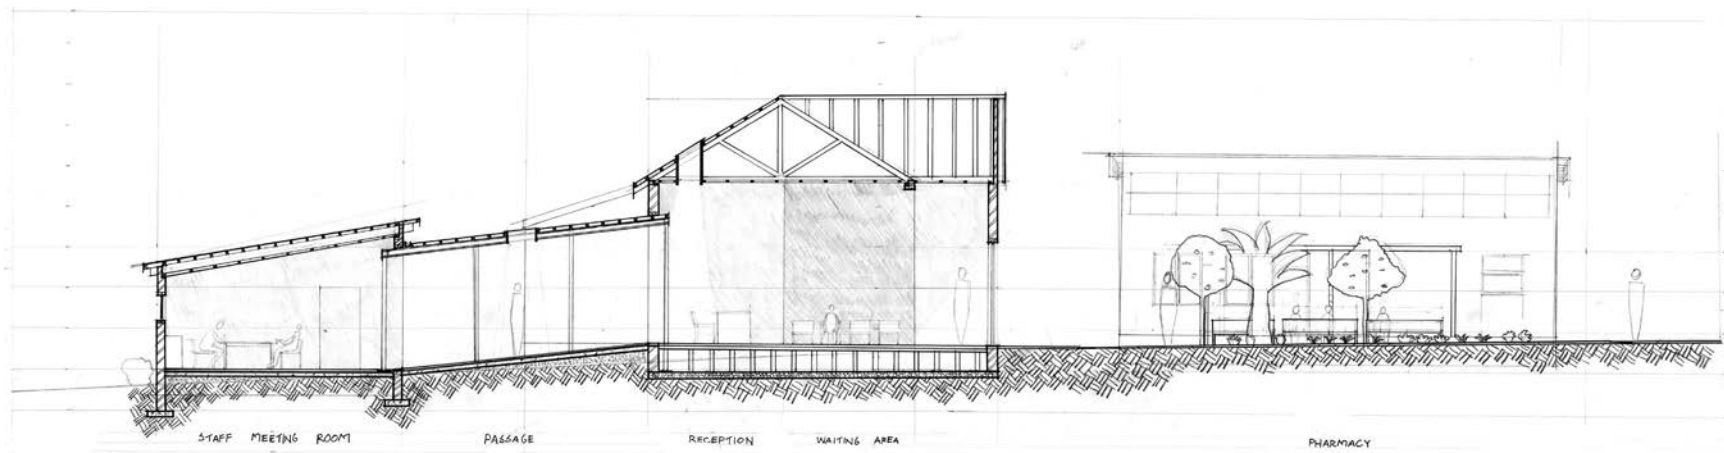 STAFF MEETING ROOM
PASSAGE
RECEPTION
WAITING AREA
PHARMACY